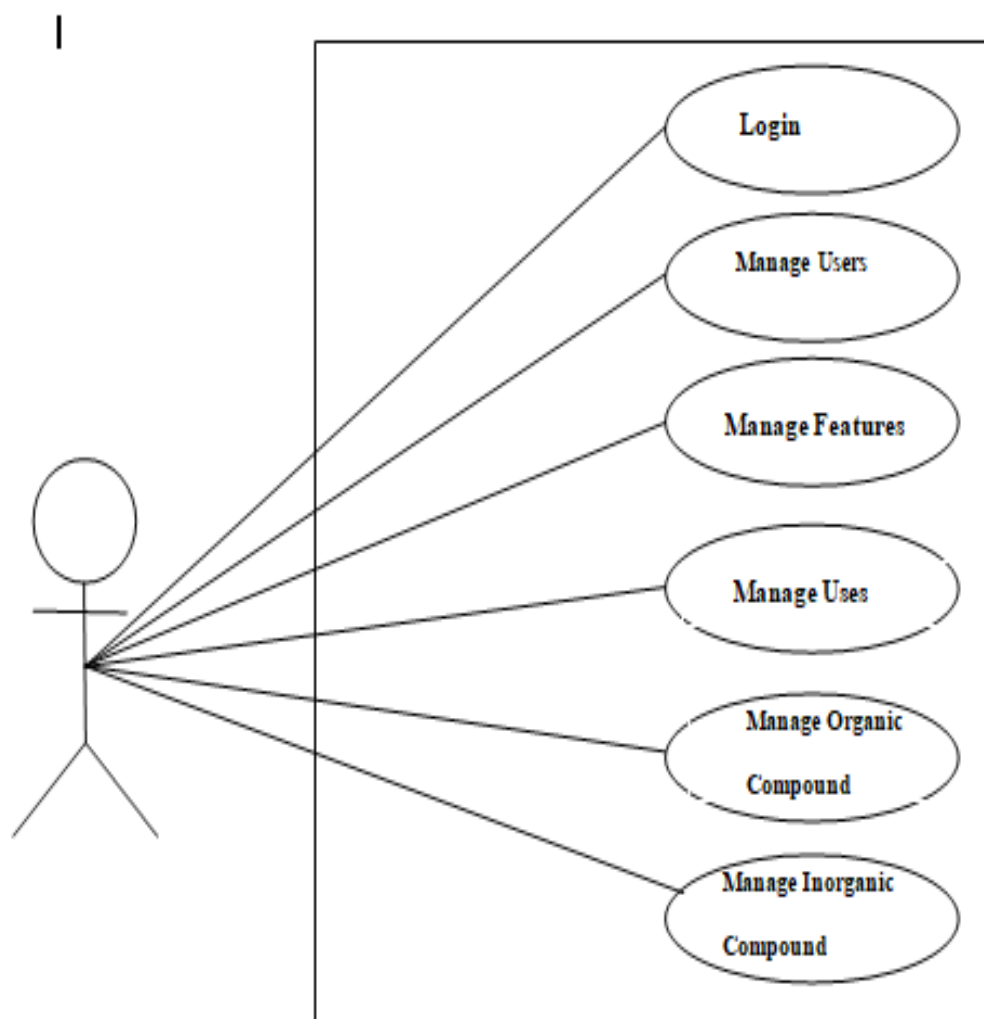 Login
Manage Users
Manage Features
Manage Uses
Manage Organic
Compound
Manage Inorganic
Compound